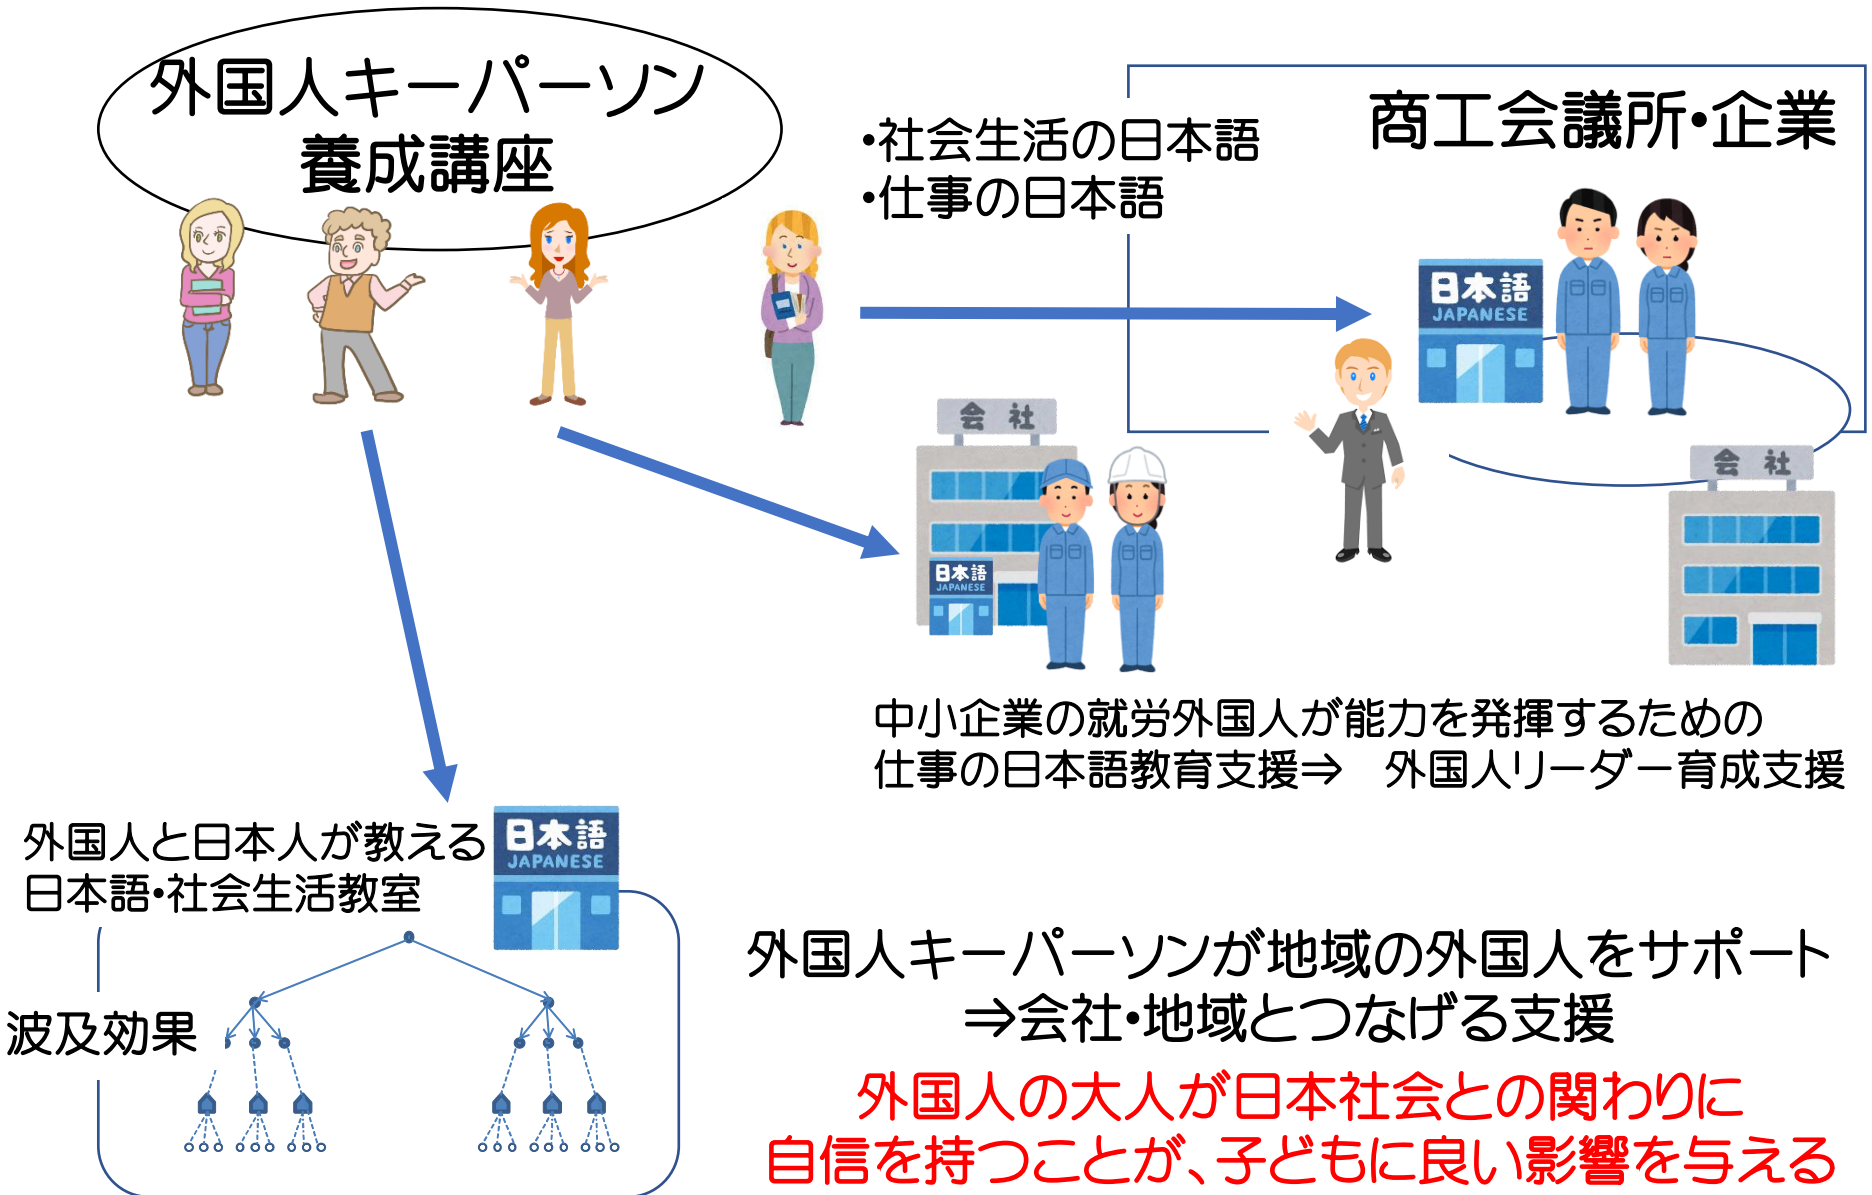 外国人キーパーソン
養成講座
・社会生活の日本語
・仕事の日本語
商工会議所・企業
日本語
JAPANESE
会社
日本語
JAPANESE
会社
中小企業の就労外国人が能力を発揮するための
仕事の日本語教育支援⇒　外国人リーダー育成支援
外国人と日本人が教える
日本語・社会生活教室
日本語
JAPANESE
波及効果
外国人キーパーソンが地域の外国人をサポート
⇒会社・地域とつなげる支援
外国人の大人が日本社会との関わりに
自信を持つことが、子どもに良い影響を与える